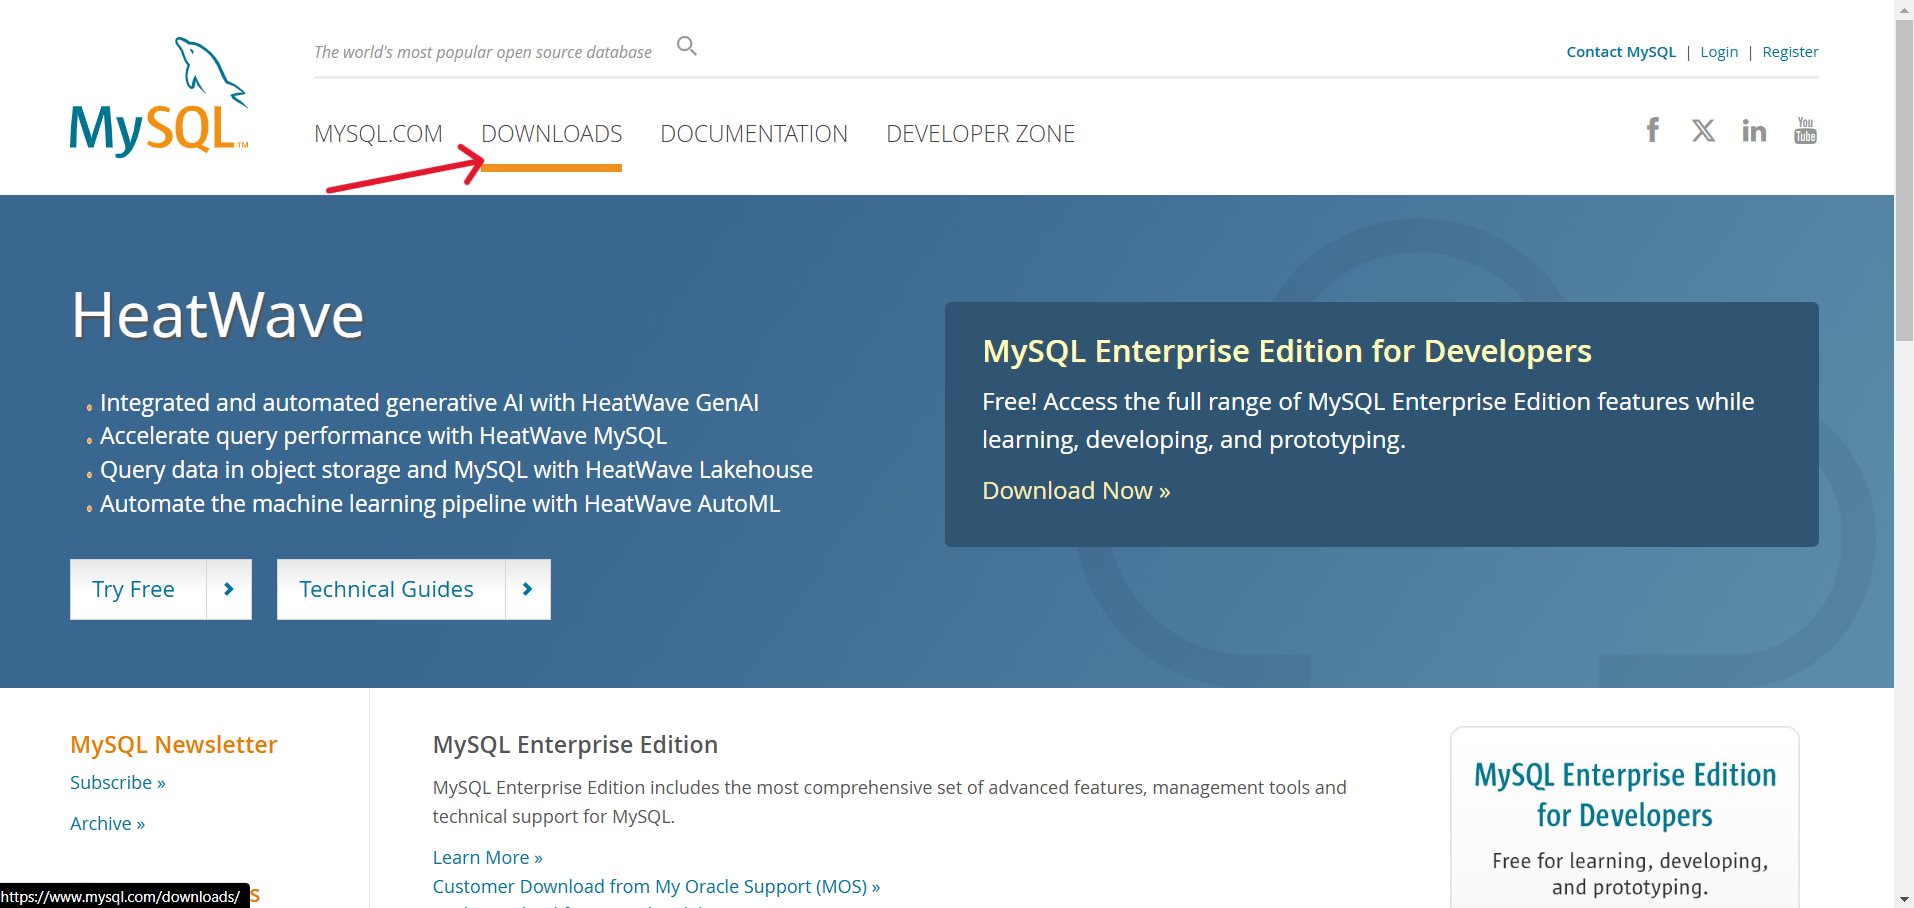 The world's most popular open source database
Contact MySQL | Login | Register
MySQL™
MYSQL.COM DOWNLOADS DOCUMENTATION DEVELOPER ZONE
You
Tube
HeatWave
Integrated and automated generative AI with HeatWave GenAI
Accelerate query performance with HeatWave MySQL
Query data in object storage and MySQL with HeatWave Lakehouse
Automate the machine learning pipeline with HeatWave AutoML
Try Free
Technical Guides
MySQL Enterprise Edition for Developers
Free! Access the full range of MySQL Enterprise Edition features while
learning, developing, and prototyping.
Download Now »
MySQL Newsletter
Subscribe »
Archive »
MySQL Enterprise Edition
MySQL Enterprise Edition includes the most comprehensive set of advanced features, management tools and
technical support for MySQL.
Learn More »
Customer Download from My Oracle Support (MOS) »
MySQL Enterprise Edition
for Developers
Free for learning, developing,
and prototyping.
https://www.mysql.com/downloads/